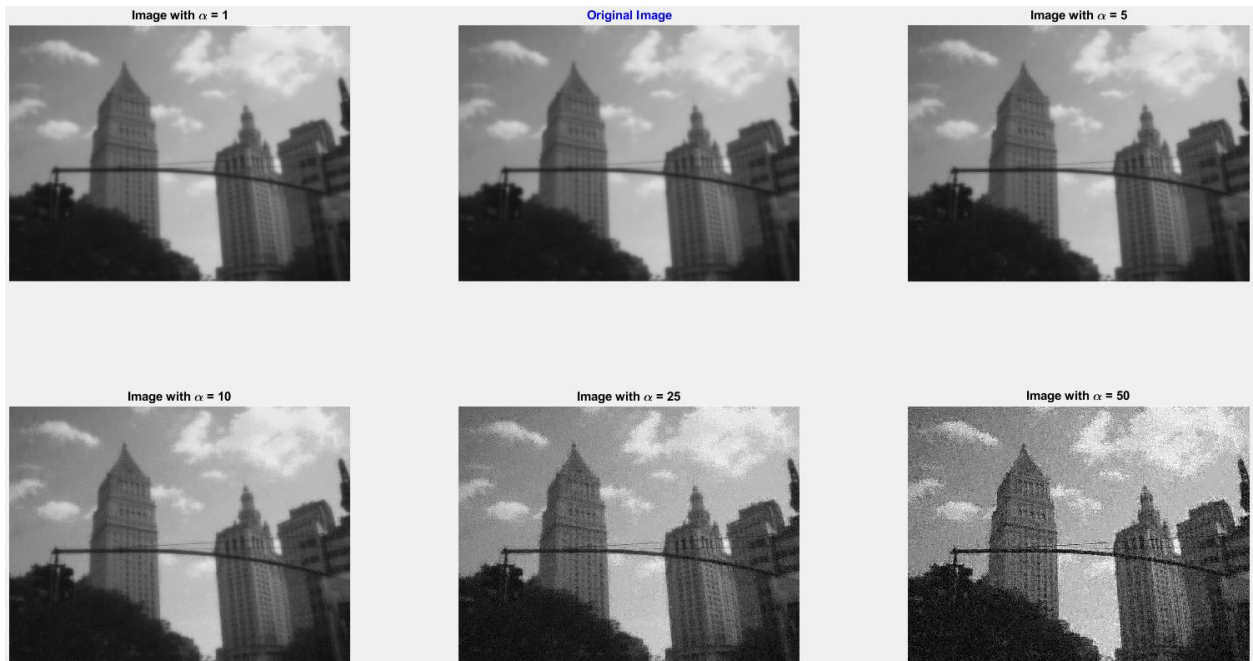 Image with α = 1
Original Image
Image with α = 5
Image with α = 10
Image with α = 25
Image with α = 50